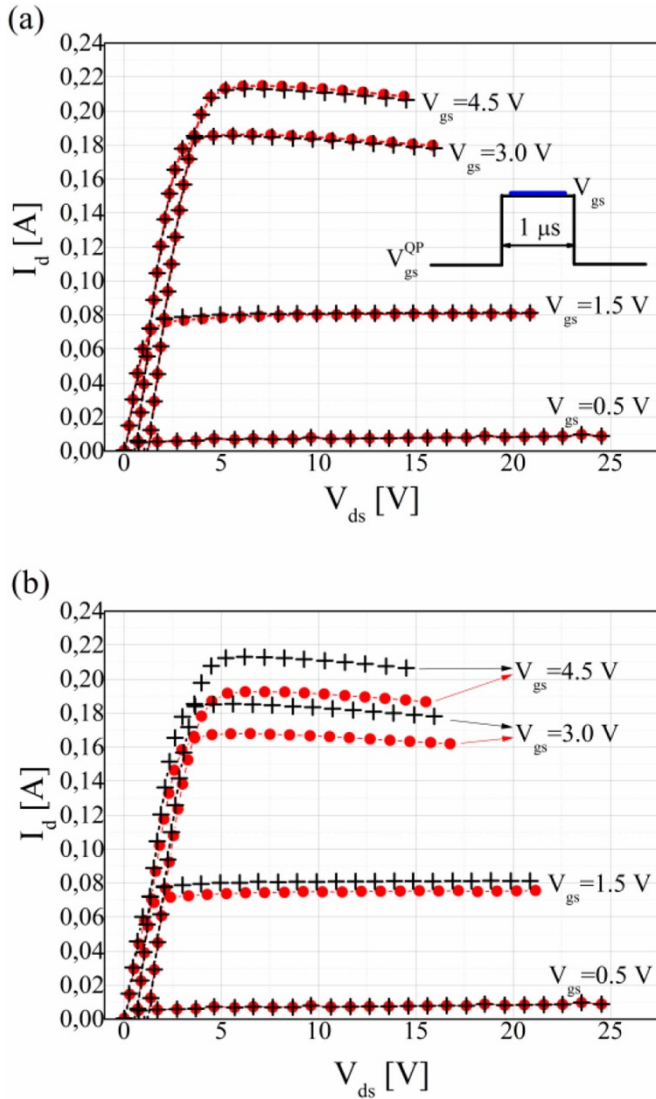 (a)
0,24
0,22
0,20
0,18
0,16
0,14
0,12
0,10
0,08
0,06
0,04
0,02
0,00
I_d [A]
V_gs=4.5 V
V_gs=3.0 V
V_gs
1 μs
V_gs^QP
V_gs=1.5 V
V_gs=0.5 V
0 5 10 15 20 25
V_ds [V]
(b)
0,24
0,22
0,20
0,18
0,16
0,14
0,12
0,10
0,08
0,06
0,04
0,02
0,00
I_d [A]
V_gs=4.5 V
V_gs=3.0 V
V_gs=1.5 V
V_gs=0.5 V
0 5 10 15 20 25
V_ds [V]